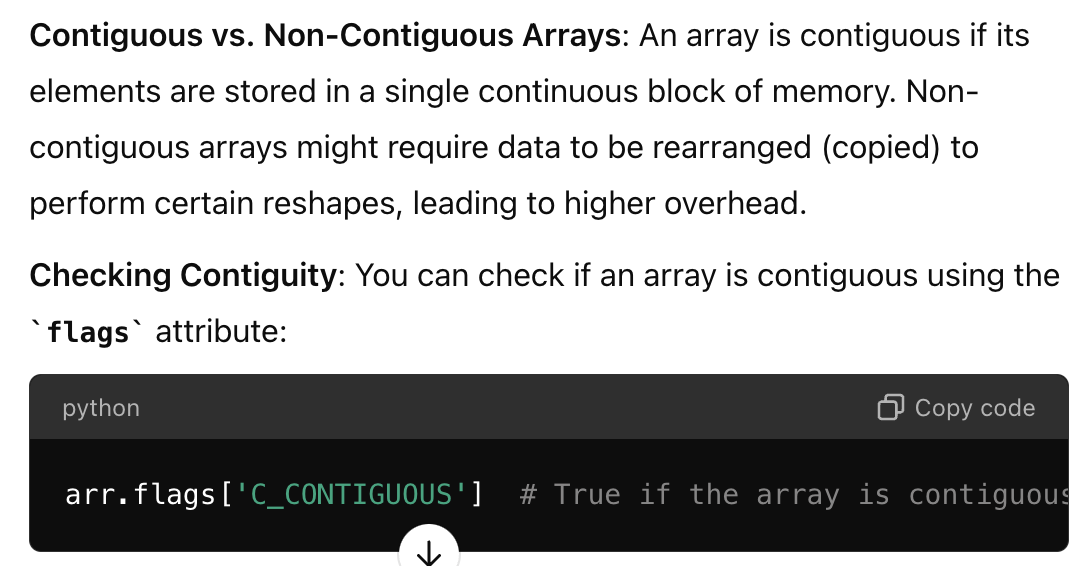 Contiguous vs. Non-Contiguous Arrays: An array is contiguous if its
elements are stored in a single continuous block of memory. Non-
contiguous arrays might require data to be rearranged (copied) to
perform certain reshapes, leading to higher overhead.
Checking Contiguity: You can check if an array is contiguous using the
`flags` attribute:
python Copy code
arr.flags['C_CONTIGUOUS'] # True if the array is contiguous